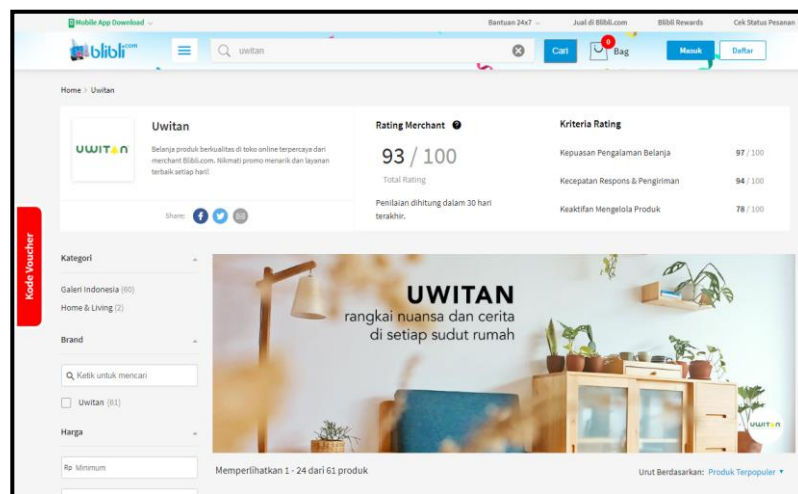 Mobile App Download
Bantuan 24x7
Jual di Blibli.com
Blibli Rewards
Cek Status Pesanan
blibli.com
uwitan
Cari
0
Bag
Masuk
Daftar
Home > Uwitan
UWITAN
Uwitan
Belanja produk berkualitas di toko online terpercaya dari
merchant Blibli.com. Nikmati promo menarik dan layanan
terbaik setiap hari!
Share:
Rating Merchant
93 / 100
Total Rating
Penilaian dihitung dalam 30 hari
terakhir.
Kriteria Rating
Kepuasan Pengalaman Belanja 97 / 100
Kecepatan Respons & Pengiriman 94 / 100
Keaktifan Mengelola Produk 78 / 100
Kode Voucher
Kategori
Galeri Indonesia (60)
Home & Living (2)
Brand
Ketik untuk mencari
Uwitan (61)
Harga
Rp Minimum
UWITAN
rangkai nuansa dan cerita
di setiap sudut rumah
UWITAN
Memperlihatkan 1 - 24 dari 61 produk
Urut Berdasarkan: Produk Terpopuler